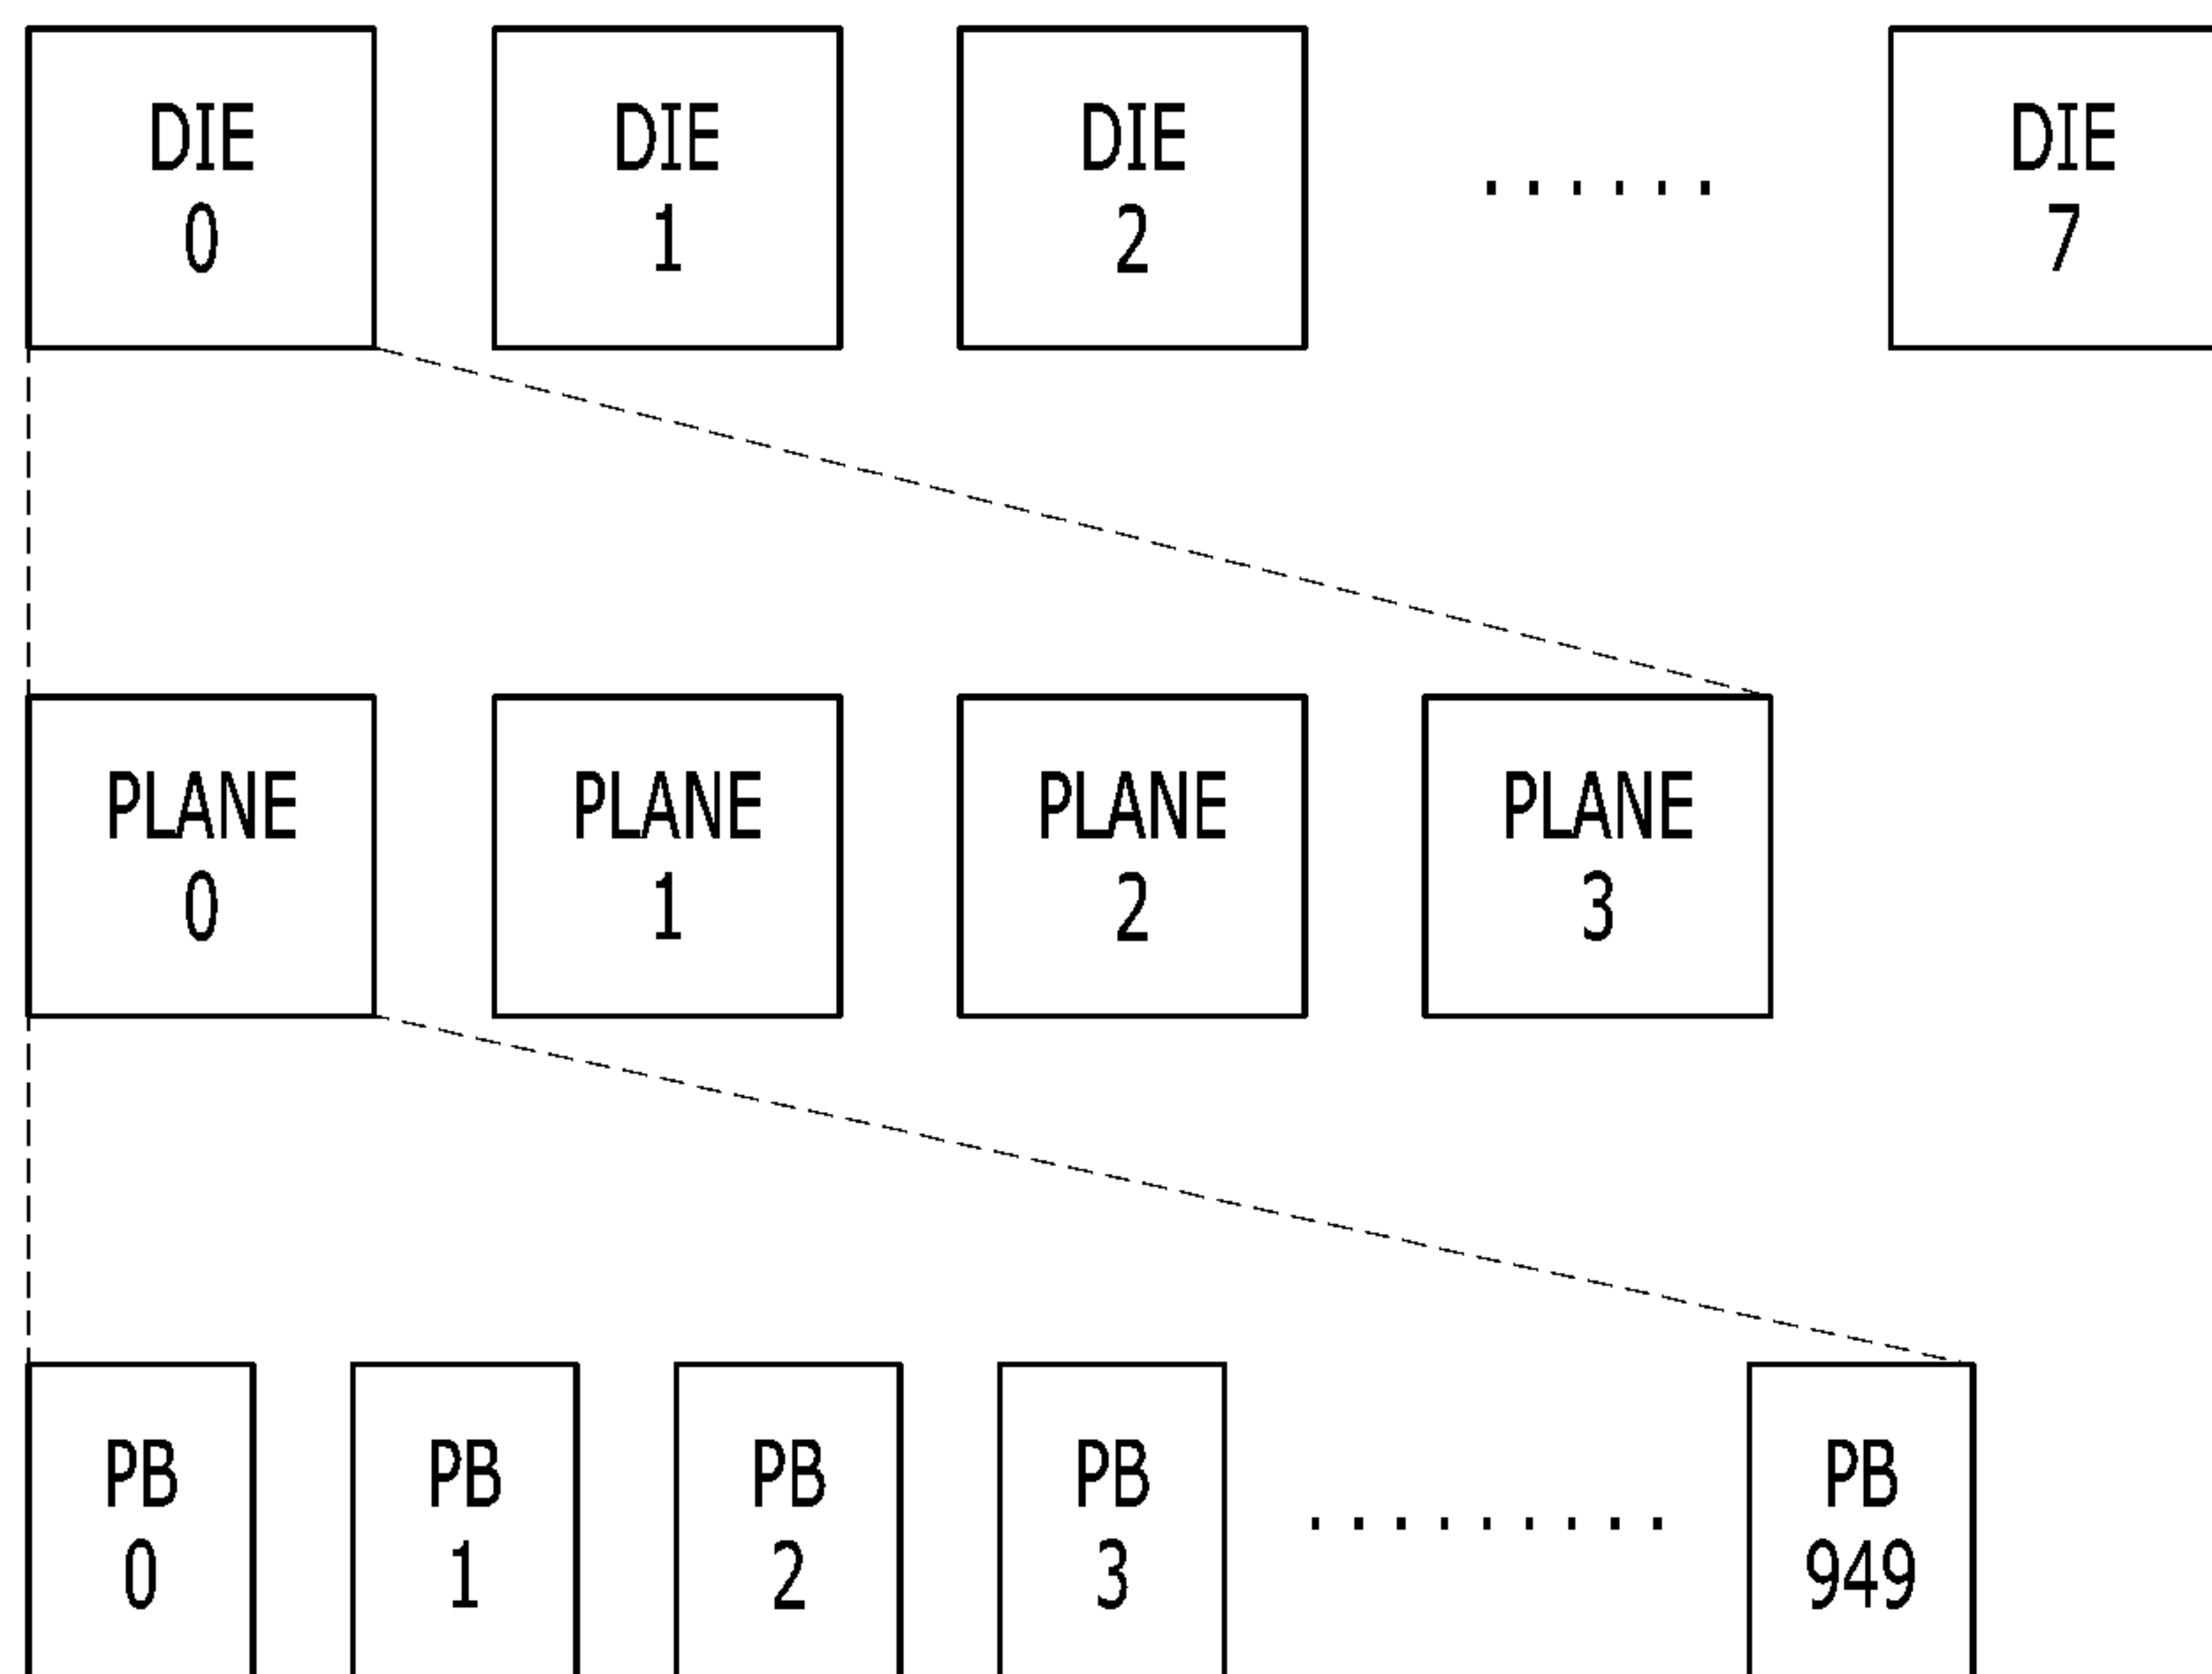 DIE DIE DIE DIE
0 1 2 ...... 7
PLANE PLANE PLANE PLANE
0 1 2 3
PB PB PB PB PB
0 1 2 3 ......... 949